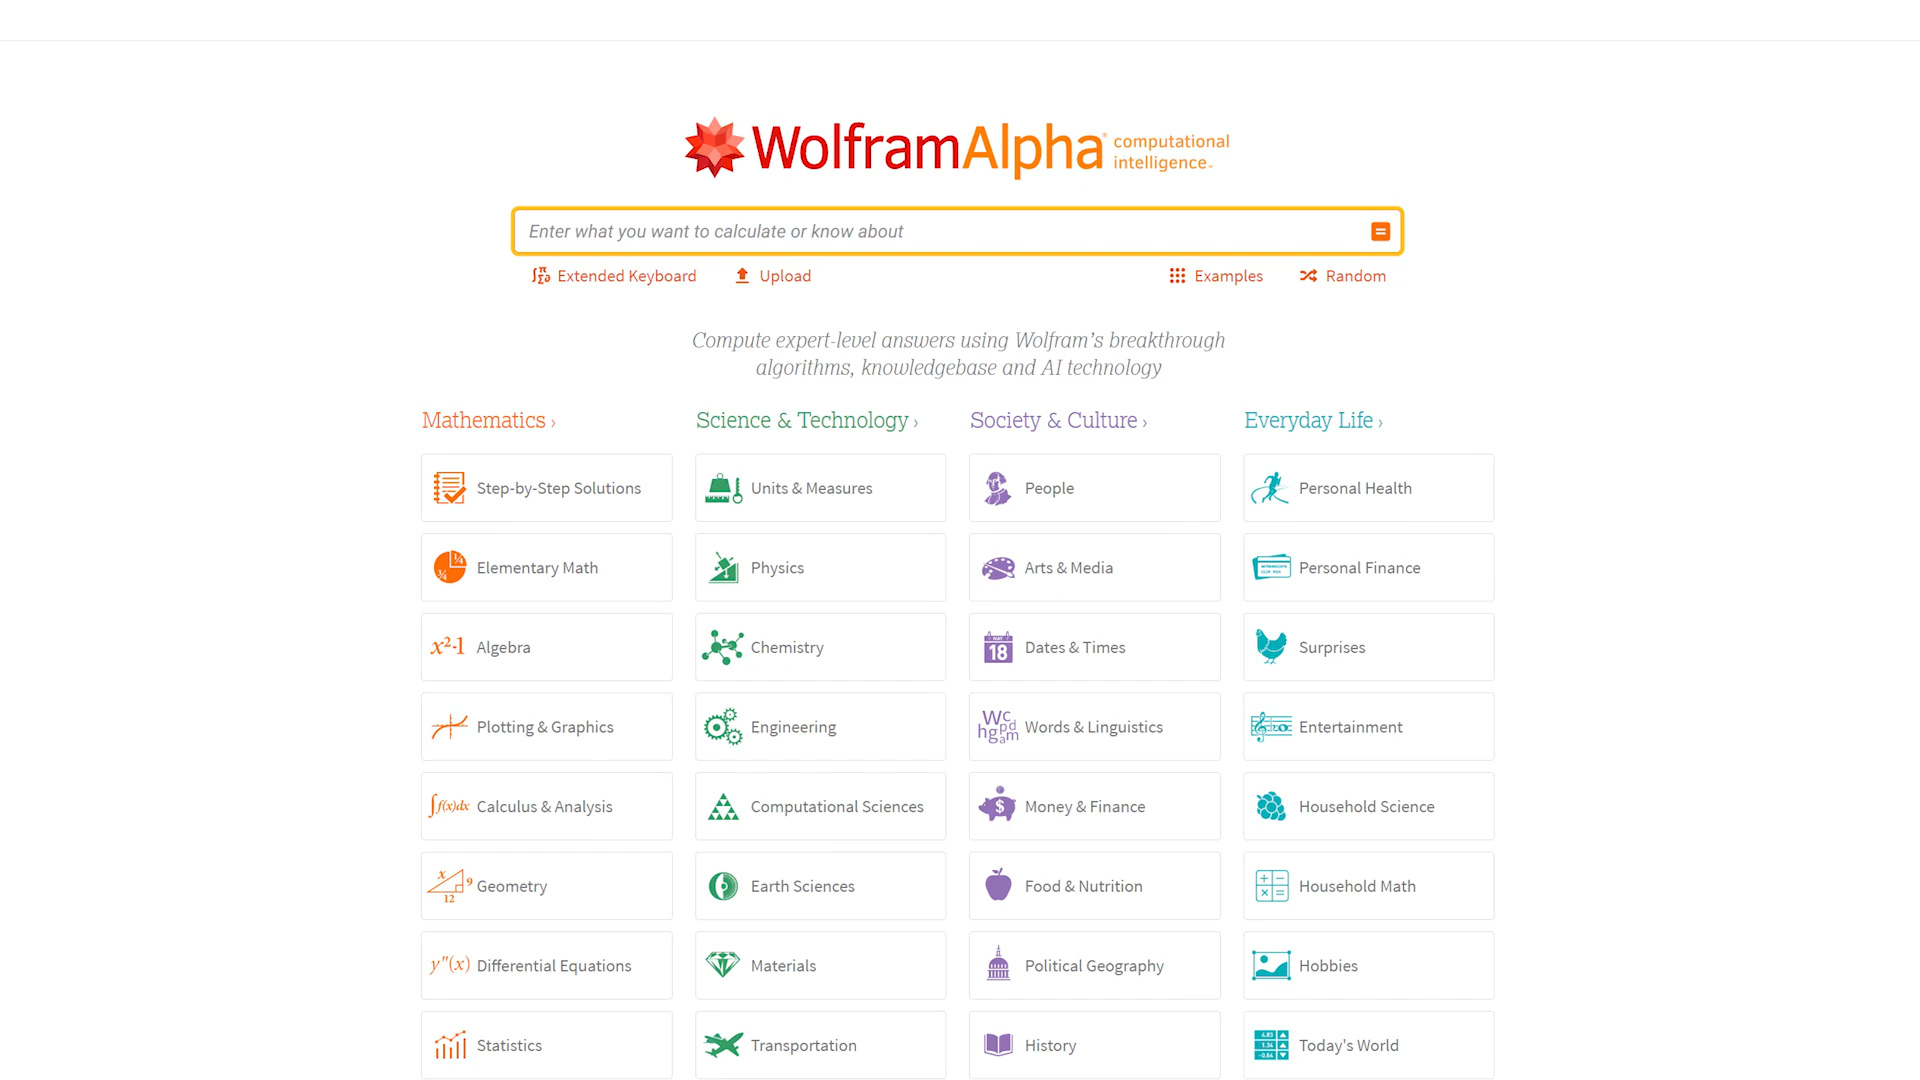 WolframAlpha computational
intelligence™
Enter what you want to calculate or know about
Extended Keyboard Upload Examples Random
Compute expert-level answers using Wolfram's breakthrough
algorithms, knowledgebase and AI technology
Mathematics ›
Step-by-Step Solutions
Elementary Math
x²-1 Algebra
Plotting & Graphics
∫f(x)dx Calculus & Analysis
x 9 12 Geometry
y″(x) Differential Equations
Statistics
Science & Technology ›
Units & Measures
Physics
Chemistry
Engineering
Computational Sciences
Earth Sciences
Materials
Transportation
Society & Culture ›
People
Arts & Media
MAY 18 Dates & Times
Words & Linguistics
$ Money & Finance
Food & Nutrition
Political Geography
History
Everyday Life ›
Personal Health
Personal Finance
Surprises
Entertainment
Household Science
Household Math
Hobbies
Today's World